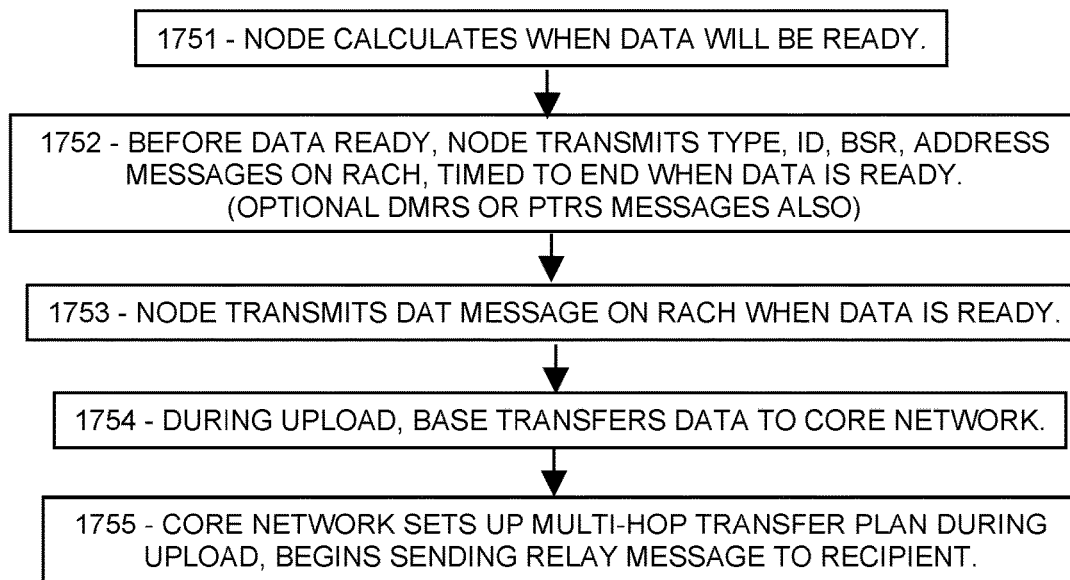 1751 - NODE CALCULATES WHEN DATA WILL BE READY.
1752 - BEFORE DATA READY, NODE TRANSMITS TYPE, ID, BSR, ADDRESS
MESSAGES ON RACH, TIMED TO END WHEN DATA IS READY.
(OPTIONAL DMRS OR PTRS MESSAGES ALSO)
1753 - NODE TRANSMITS DAT MESSAGE ON RACH WHEN DATA IS READY.
1754 - DURING UPLOAD, BASE TRANSFERS DATA TO CORE NETWORK.
1755 - CORE NETWORK SETS UP MULTI-HOP TRANSFER PLAN DURING
UPLOAD, BEGINS SENDING RELAY MESSAGE TO RECIPIENT.